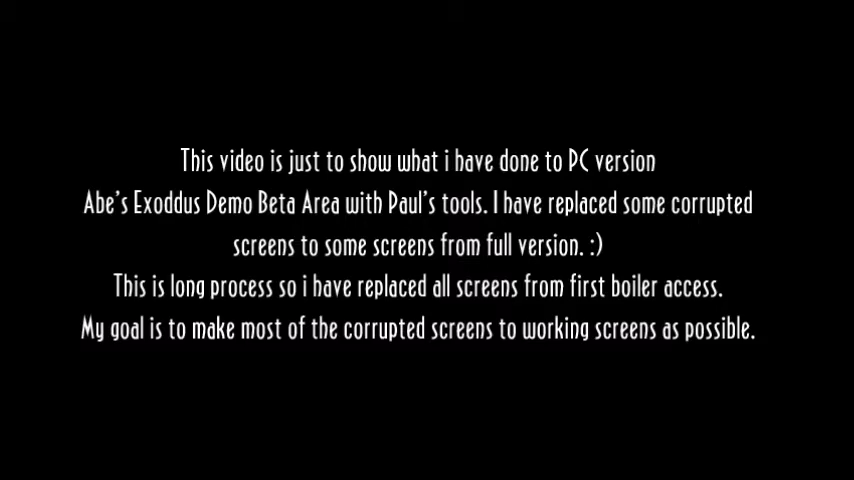 This video is just to show what i have done to PC version
Abe's Exoddus Demo Beta Area with Paul's tools. I have replaced some corrupted
screens to some screens from full version. :)
This is long process so i have replaced all screens from first boiler access.
My goal is to make most of the corrupted screens to working screens as possible.